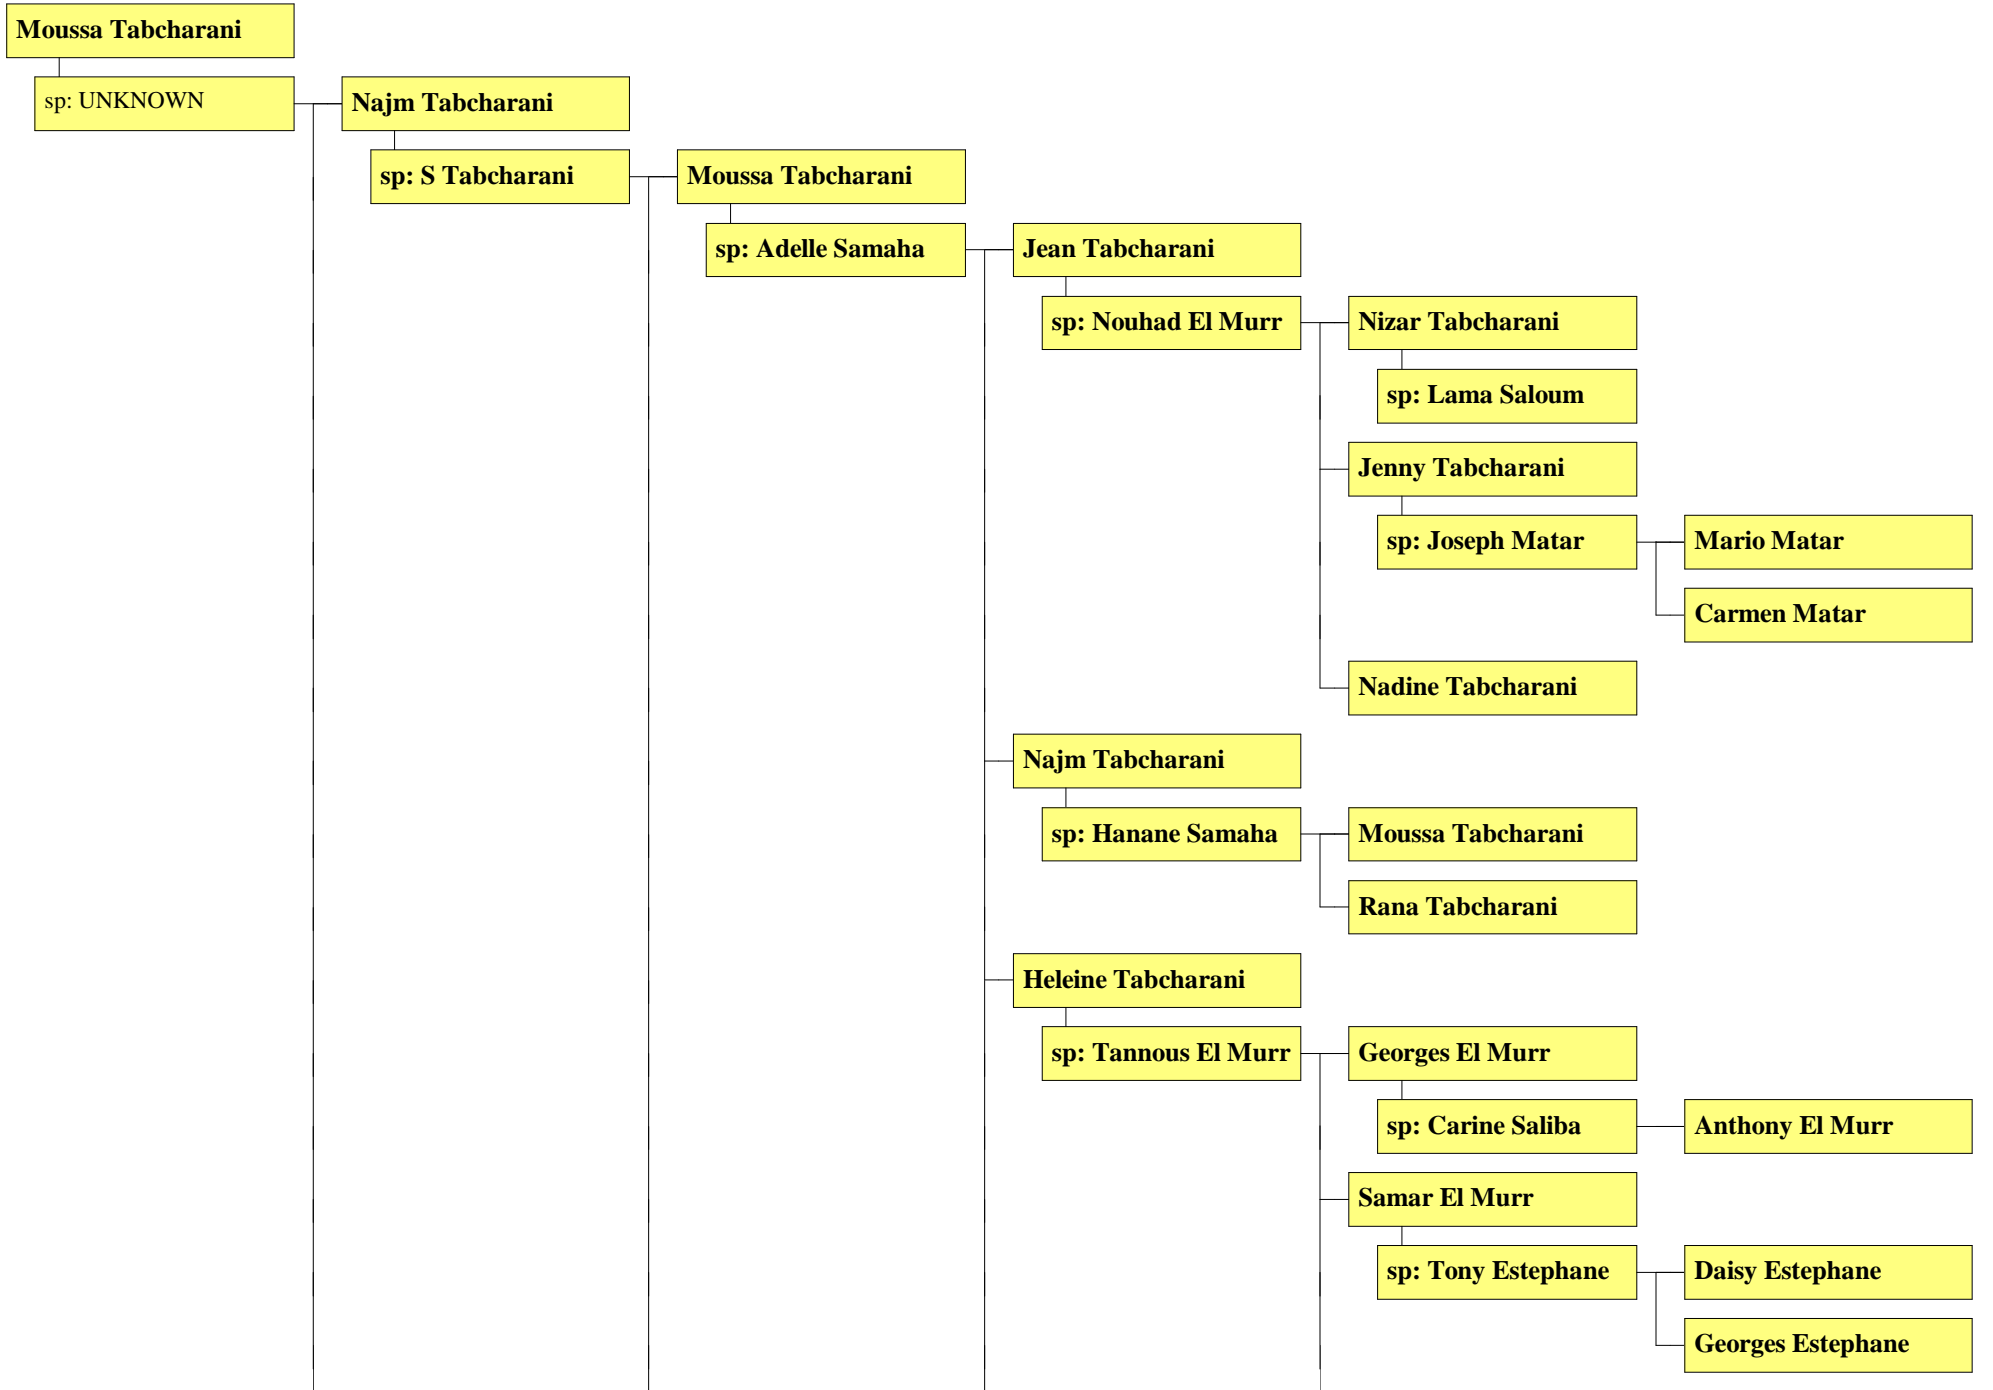 Moussa Tabcharani
sp: UNKNOWN
Najm Tabcharani
sp: S Tabcharani
Moussa Tabcharani
sp: Adelle Samaha
Jean Tabcharani
sp: Nouhad El Murr
Nizar Tabcharani
sp: Lama Saloum
Jenny Tabcharani
sp: Joseph Matar
Mario Matar
Carmen Matar
Nadine Tabcharani
Najm Tabcharani
sp: Hanane Samaha
Moussa Tabcharani
Rana Tabcharani
Heleine Tabcharani
sp: Tannous El Murr
Georges El Murr
sp: Carine Saliba
Anthony El Murr
Samar El Murr
sp: Tony Estephane
Daisy Estephane
Georges Estephane